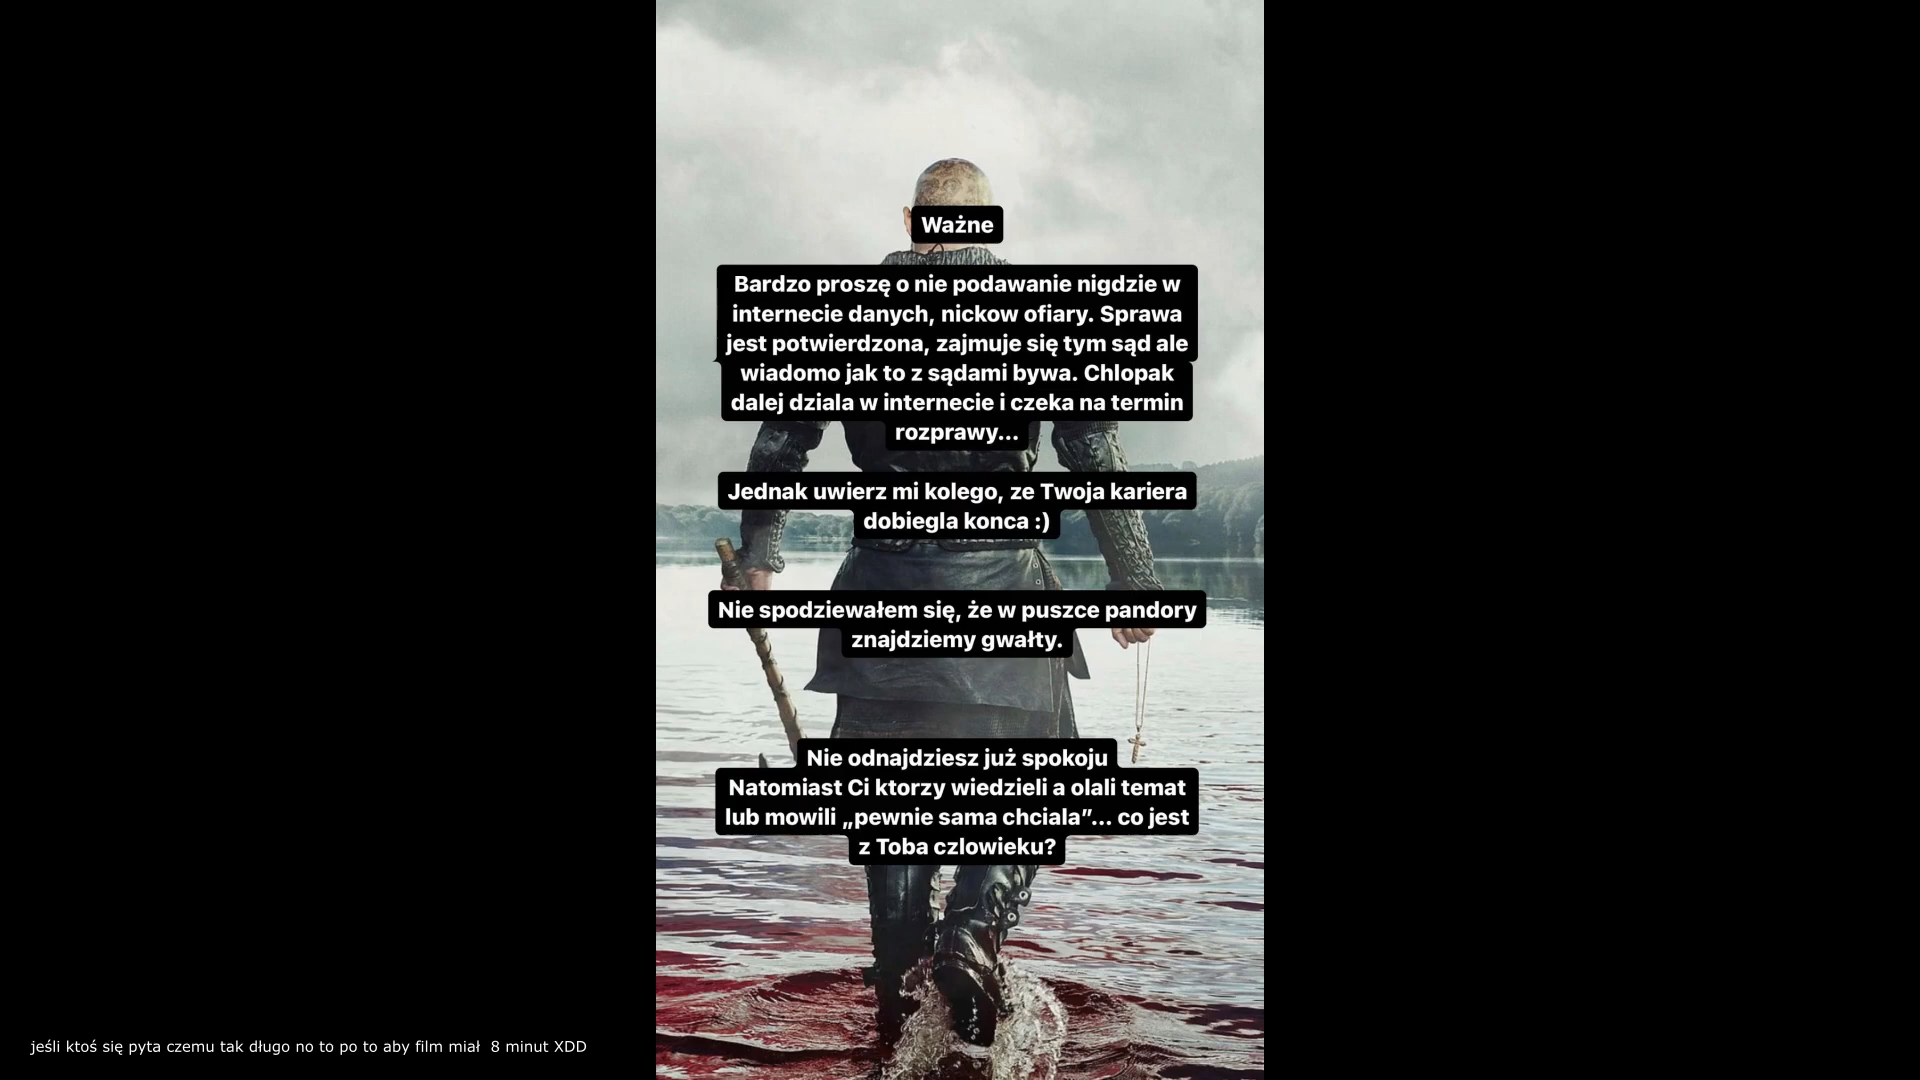 Ważne
Bardzo proszę o nie podawanie nigdzie w
internecie danych, nickow ofiary. Sprawa
jest potwierdzona, zajmuje się tym sąd ale
wiadomo jak to z sądami bywa. Chlopak
dalej dziala w internecie i czeka na termin
rozprawy...
Jednak uwierz mi kolego, ze Twoja kariera
dobiegla konca :)
Nie spodziewałem się, że w puszce pandory
znajdziemy gwałty.
Nie odnajdziesz już spokoju
Natomiast Ci ktorzy wiedzieli a olali temat
lub mowili „pewnie sama chciala”... co jest
z Toba czlowieku?
jeśli ktoś się pyta czemu tak długo no to po to aby film miał  8 minut XDD